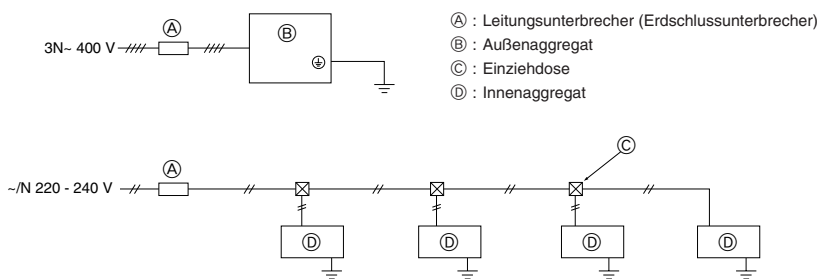 Ⓐ
3N~ 400 V
Ⓑ
Ⓐ : Leitungsunterbrecher (Erdschlussunterbrecher)
Ⓑ : Außenaggregat
Ⓒ : Einziehdose
Ⓓ : Innenaggregat
Ⓐ
Ⓒ
~/N 220 - 240 V
Ⓓ Ⓓ Ⓓ Ⓓ